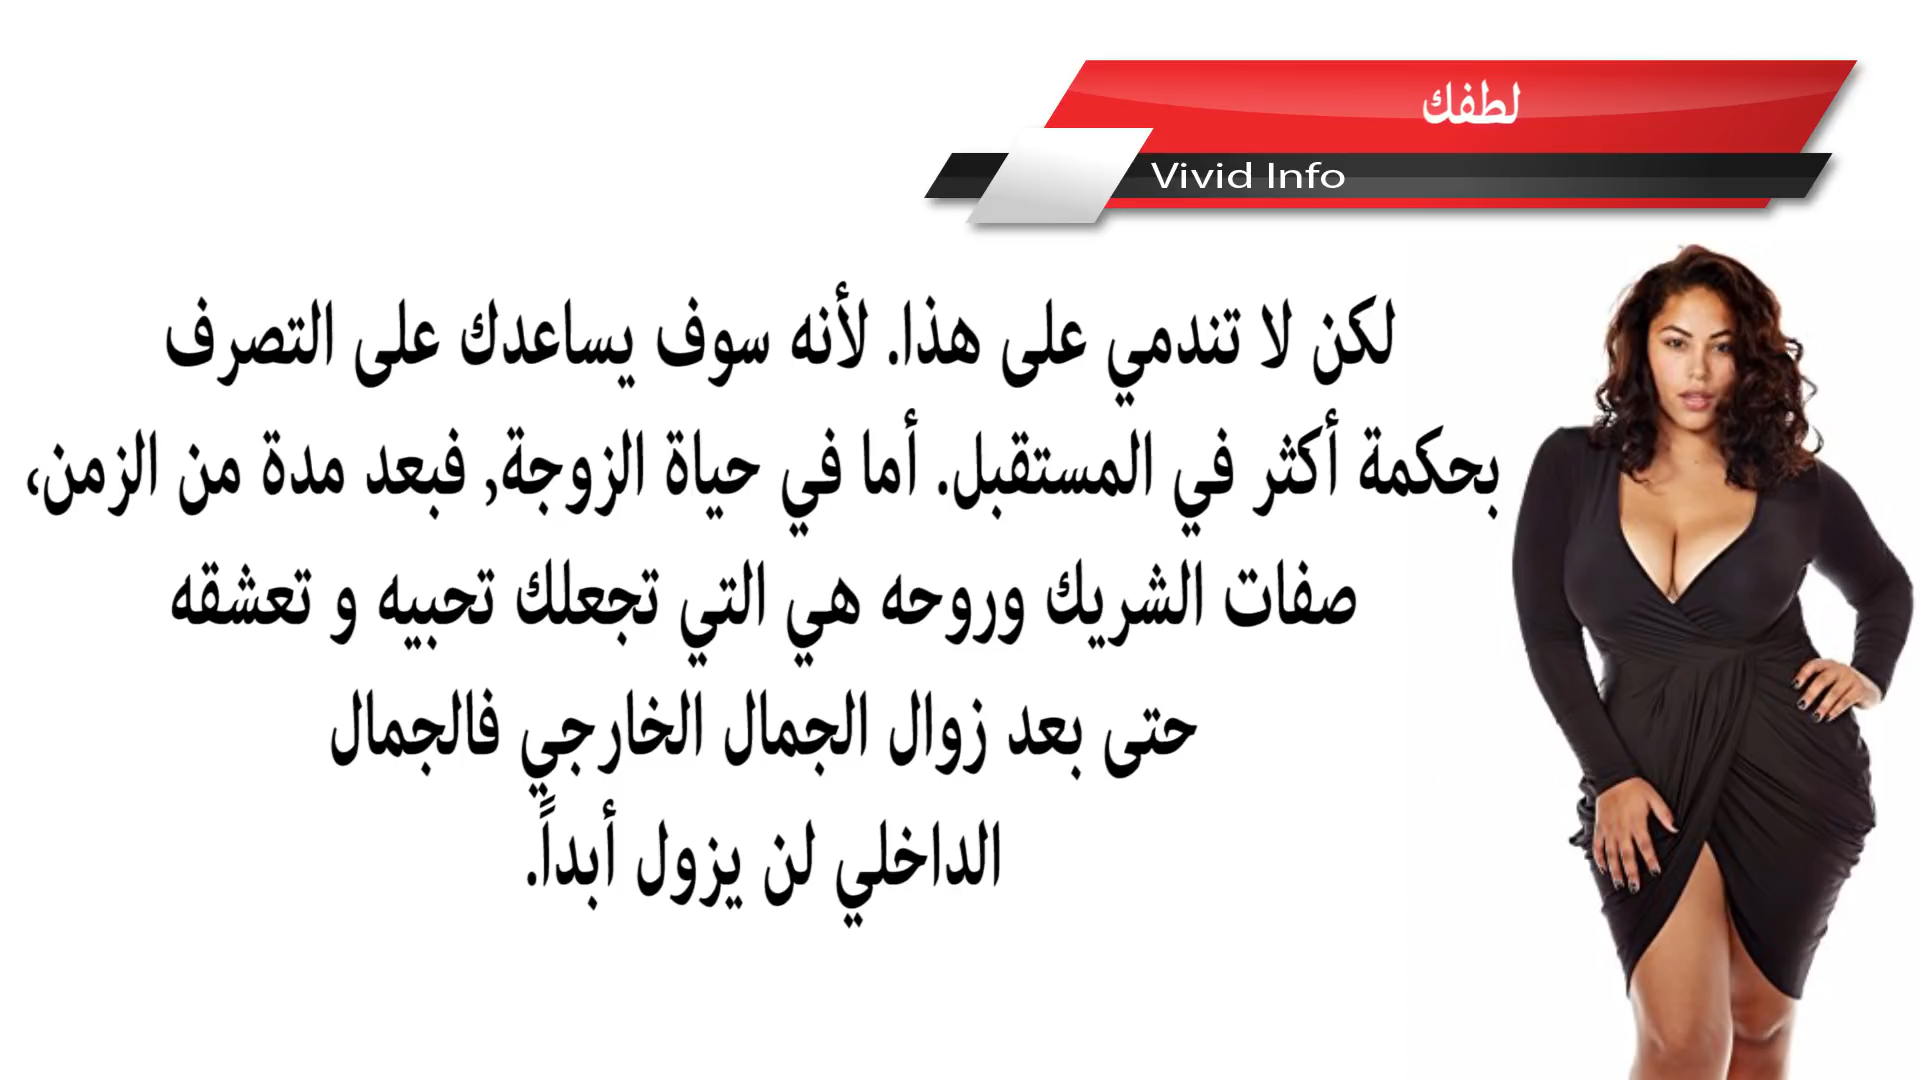 لطفك
Vivid Info
لكن لا تندمي على هذا. لأنه سوف يساعدك على التصرف
بحكمة أكثر في المستقبل. أما في حياة الزوجة, فبعد مدة من الزمن،
صفات الشريك وروحه هي التي تجعلك تحبيه و تعشقه
حتى بعد زوال الجمال الخارجي فالجمال
الداخلي لن يزول أبداً.